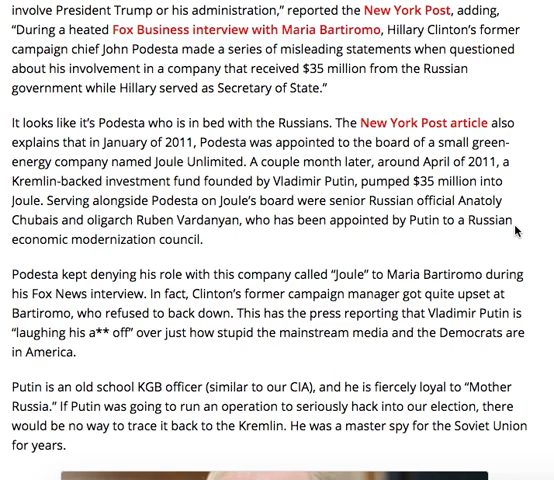 involve President Trump or his administration,” reported the New York Post, adding,
“During a heated Fox Business interview with Maria Bartiromo, Hillary Clinton’s former
campaign chief John Podesta made a series of misleading statements when questioned
about his involvement in a company that received $35 million from the Russian
government while Hillary served as Secretary of State.”
It looks like it’s Podesta who is in bed with the Russians. The New York Post article also
explains that in January of 2011, Podesta was appointed to the board of a small green-
energy company named Joule Unlimited. A couple month later, around April of 2011, a
Kremlin-backed investment fund founded by Vladimir Putin, pumped $35 million into
Joule. Serving alongside Podesta on Joule’s board were senior Russian official Anatoly
Chubais and oligarch Ruben Vardanyan, who has been appointed by Putin to a Russian
economic modernization council.
Podesta kept denying his role with this company called “Joule” to Maria Bartiromo during
his Fox News interview. In fact, Clinton’s former campaign manager got quite upset at
Bartiromo, who refused to back down. This has the press reporting that Vladimir Putin is
“laughing his a** off” over just how stupid the mainstream media and the Democrats are
in America.
Putin is an old school KGB officer (similar to our CIA), and he is fiercely loyal to “Mother
Russia.” If Putin was going to run an operation to seriously hack into our election, there
would be no way to trace it back to the Kremlin. He was a master spy for the Soviet Union
for years.